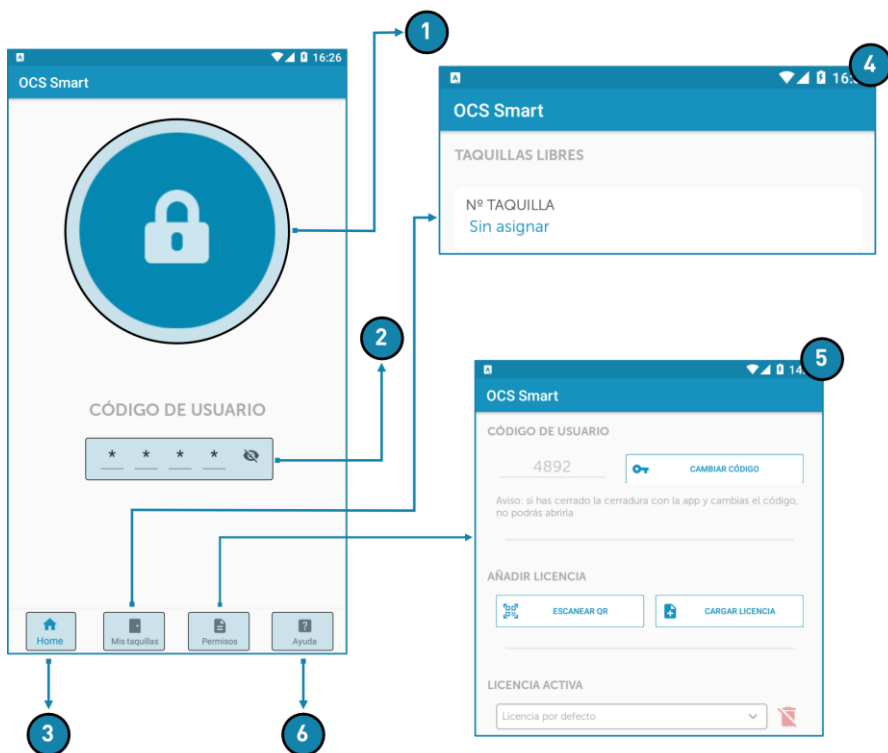 1
16:26
OCS Smart
CÓDIGO DE USUARIO
* * * *
Home
Mis taquillas
Permisos
Ayuda
2
3
6
4
16:
OCS Smart
TAQUILLAS LIBRES
Nº TAQUILLA
Sin asignar
5
14:
OCS Smart
CÓDIGO DE USUARIO
4892
CAMBIAR CÓDIGO
Aviso: si has cerrado la cerradura con la app y cambias el código,
no podrás abrirla
AÑADIR LICENCIA
ESCANEAR QR
CARGAR LICENCIA
LICENCIA ACTIVA
Licencia por defecto